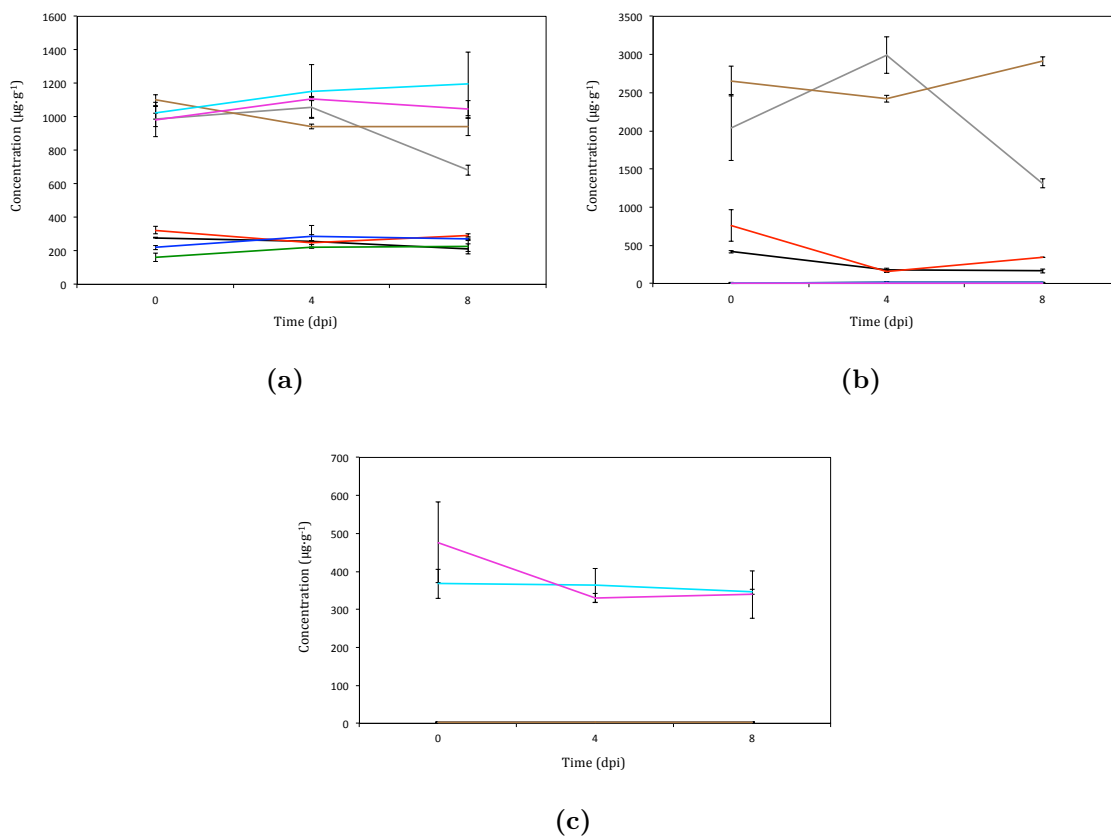 1600
1400
1200
1000
800
600
400
200
0
Concentration (µg·g⁻¹)
0 4 8
Time (dpi)
(a)
3500
3000
2500
2000
1500
1000
500
0
Concentration (µg·g⁻¹)
0 4 8
Time (dpi)
(b)
700
600
500
400
300
200
100
0
Concentration (µg·g⁻¹)
0 4 8
Time (dpi)
(c)